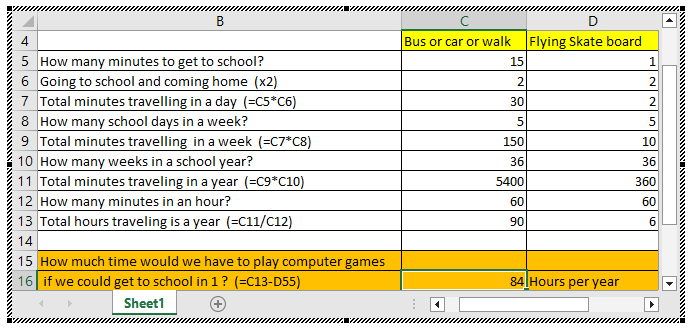 B C D
4 Bus or car or walk Flying Skate board
5 How many minutes to get to school? 15 1
6 Going to school and coming home (x2) 2 2
7 Total minutes travelling in a day (=C5*C6) 30 2
8 How many school days in a week? 5 5
9 Total minutes travelling in a week (=C7*C8) 150 10
10 How many weeks in a school year? 36 36
11 Total minutes traveling in a year (=C9*C10) 5400 360
12 How many minutes in an hour? 60 60
13 Total hours traveling is a year (=C11/C12) 90 6
14
15 How much time would we have to play computer games
16 if we could get to school in 1 ? (=C13-D55) 84 Hours per year
Sheet1